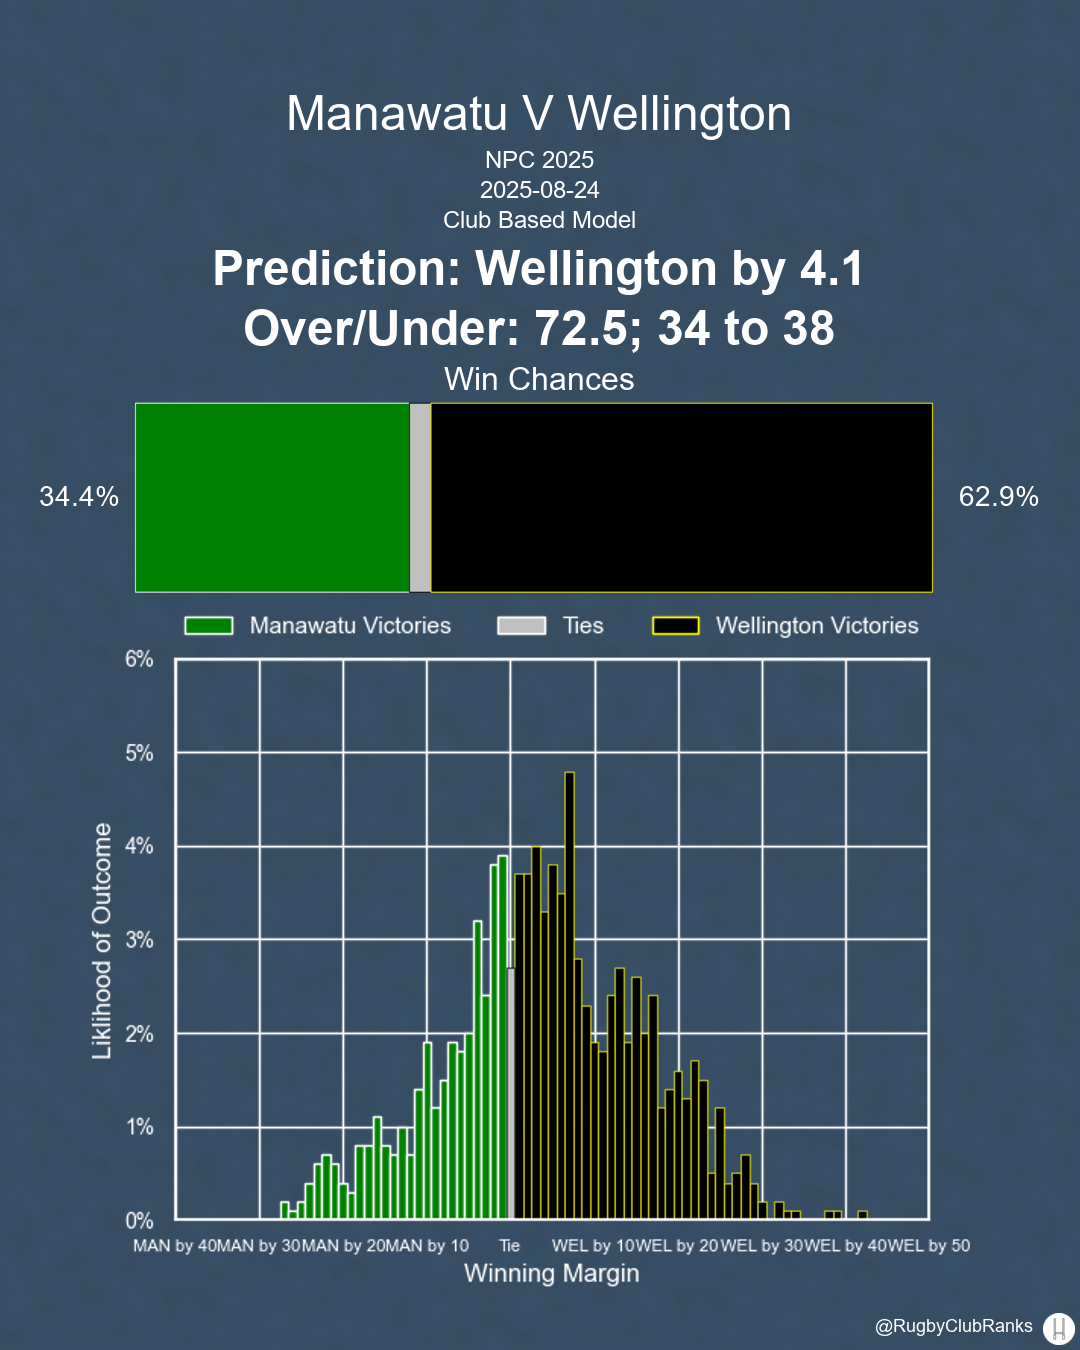 Manawatu V Wellington
NPC 2025
2025-08-24
Club Based Model
Prediction: Wellington by 4.1
Over/Under: 72.5; 34 to 38
Win Chances
34.4%
62.9%
Manawatu Victories
Ties
Wellington Victories
6%
5%
4%
3%
2%
1%
0%
Liklihood of Outcome
MAN by 40
MAN by 30
MAN by 20
MAN by 10
Tie
WEL by 10
WEL by 20
WEL by 30
WEL by 40
WEL by 50
Winning Margin
@RugbyClubRanks